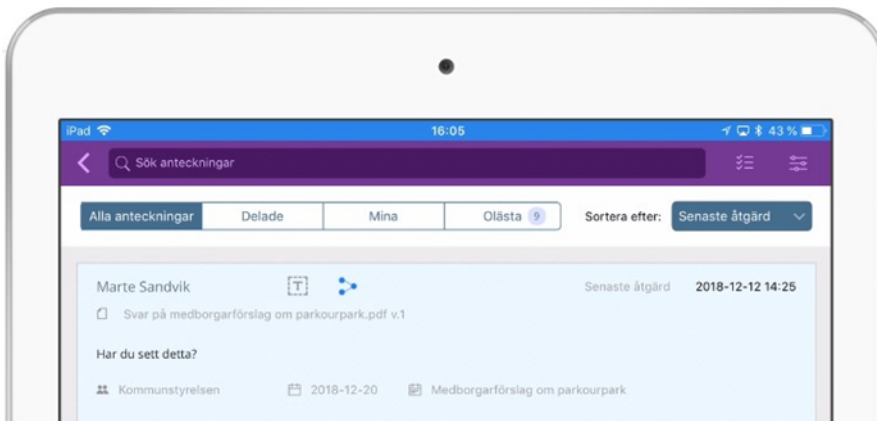 iPad 16:05 43 %
Sök anteckningar
Alla anteckningar Delade Mina Olästa 9 Sortera efter: Senaste åtgärd
Marte Sandvik T Senaste åtgärd 2018-12-12 14:25
Svar på medborgarförslag om parkourpark.pdf v.1
Har du sett detta?
Kommunstyrelsen 2018-12-20 Medborgarförslag om parkourpark